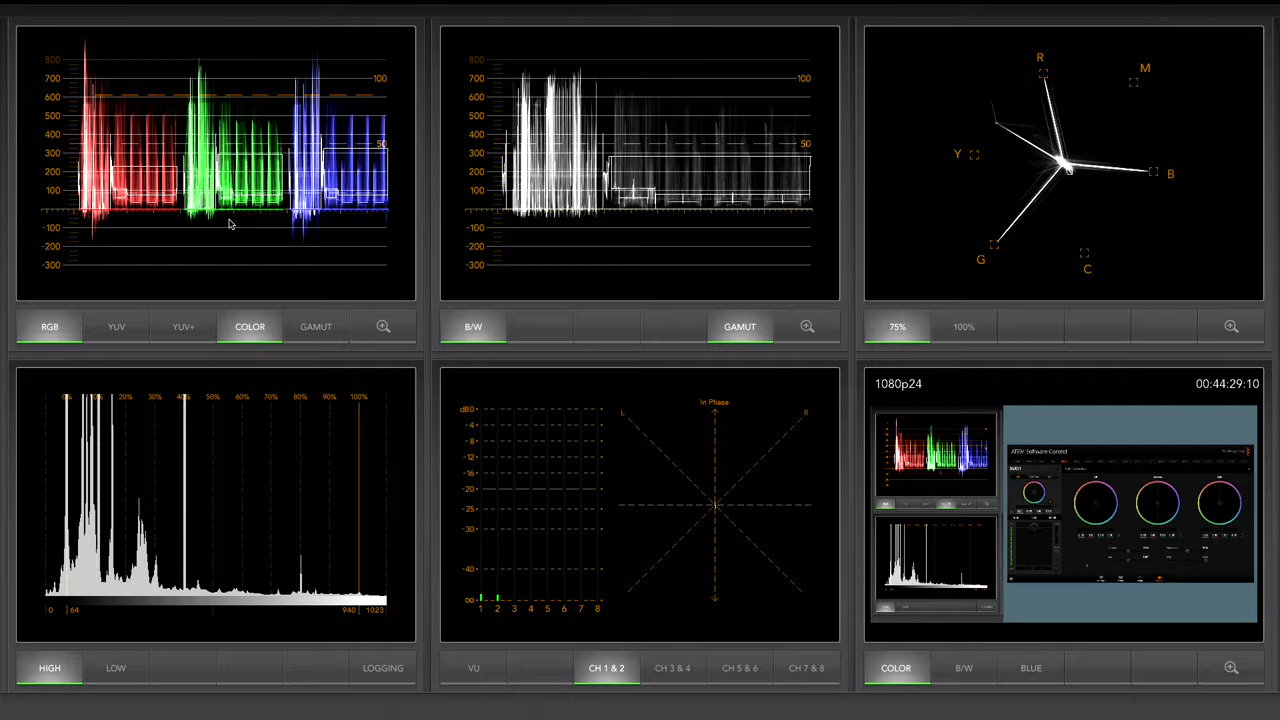 800
700
600
500
400
300
200
100
-100
-200
-300
100
50
RGB YUV YUV+ COLOR GAMUT
800
700
600
500
400
300
200
100
-100
-200
-300
100
50
B/W GAMUT
R
M
Y
B
G
C
75% 100%
0% 10% 20% 30% 40% 50% 60% 70% 80% 90% 100%
0 64 940 1023
HIGH LOW LOGGING
dB0
-4
-8
-12
-16
-20
-25
-30
-40
∞
1 2 3 4 5 6 7 8
In Phase
L R
VU CH 1 & 2 CH 3 & 4 CH 5 & 6 CH 7 & 8
1080p24 00:44:29:10
ATEM Software Control
COLOR B/W BLUE